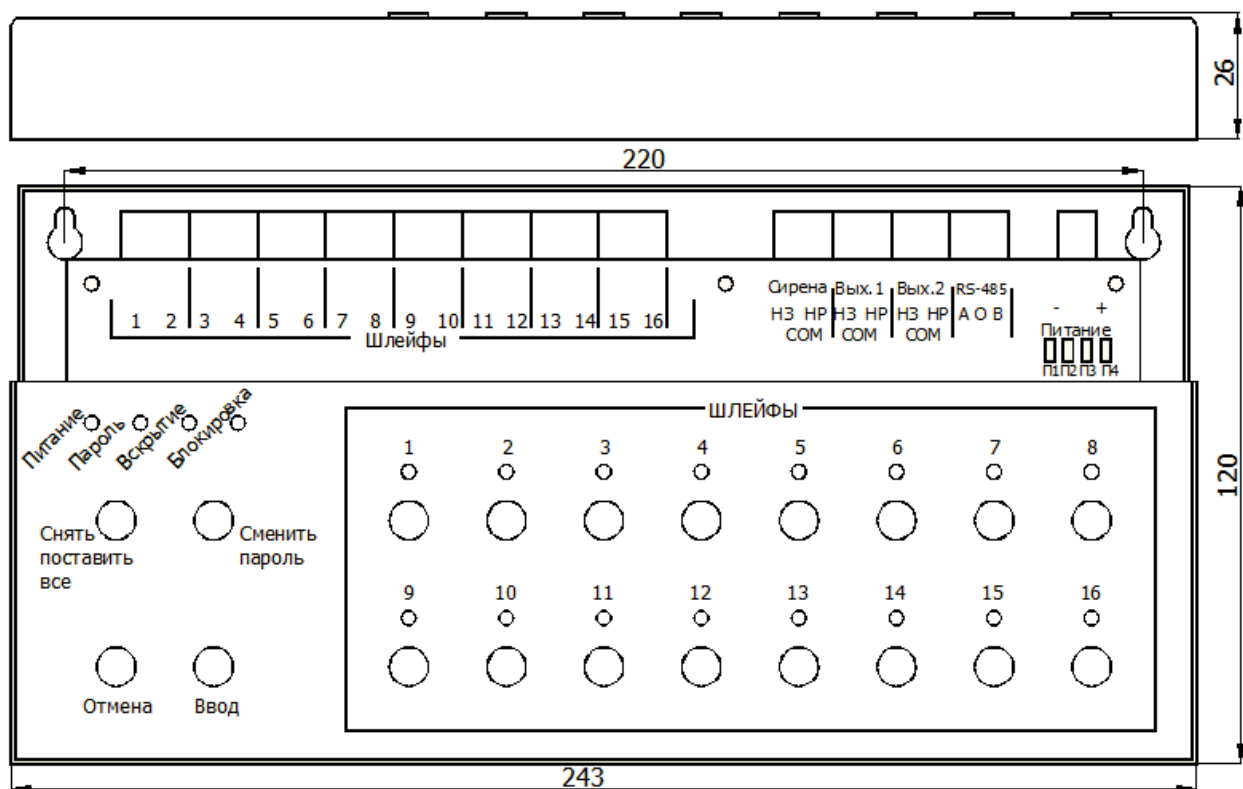 26
220
Сирена Вых.1 Вых.2 RS-485
НЗ НР НЗ НР НЗ НР А О В
СОМ СОМ СОМ
- +
Питание
П1 П2 П3 П4
1 2 3 4 5 6 7 8 9 10 11 12 13 14 15 16
Шлейфы
Питание
Пароль
Вскрытие
Блокировка
ШЛЕЙФЫ
1 2 3 4 5 6 7 8
Снять
поставить
все
Сменить
пароль
9 10 11 12 13 14 15 16
Отмена Ввод
120
243